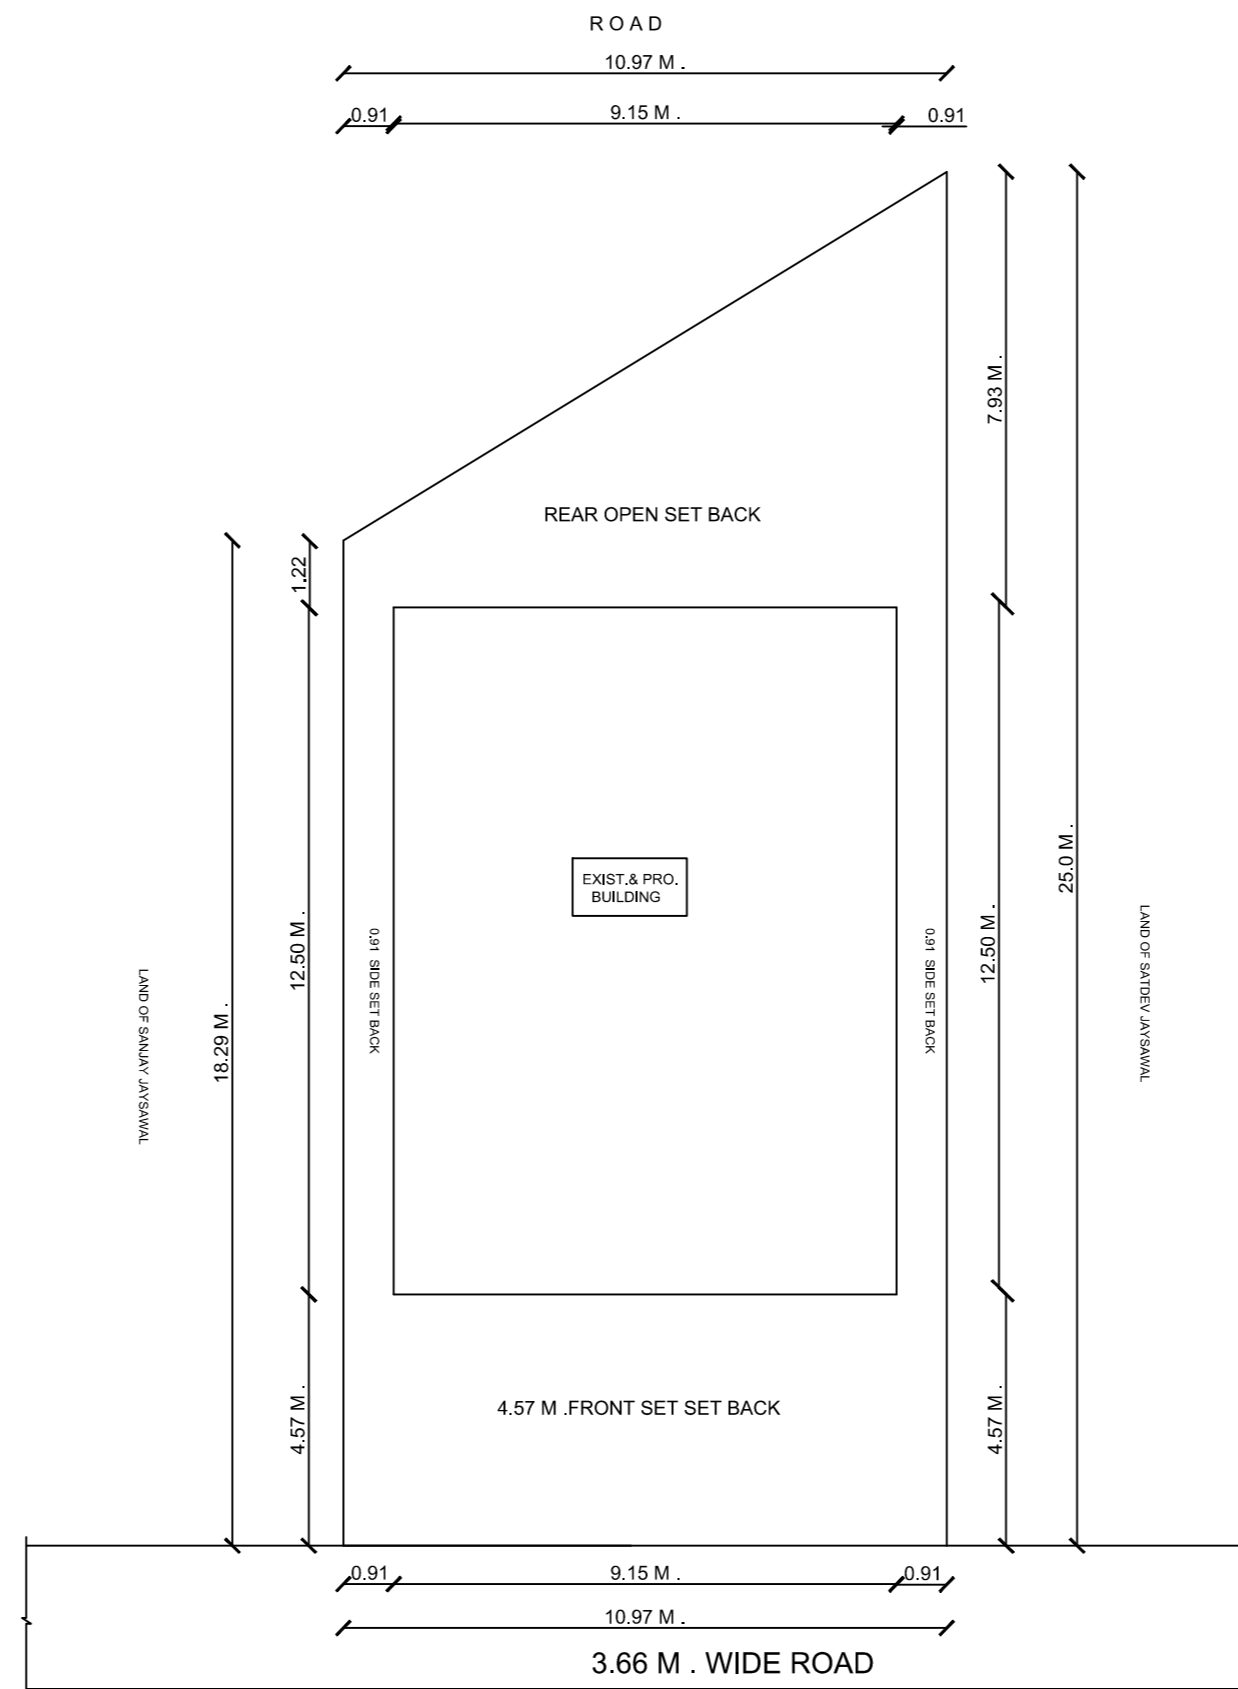 ROAD
10.97 M .
0.91
9.15 M .
0.91
7.93 M .
REAR OPEN SET BACK
1.22
25.0 M .
EXIST.& PRO.
BUILDING
12.50 M .
12.50 M .
0.91 SIDE SET BACK
0.91 SIDE SET BACK
LAND OF SATDEV JAYSAWAL
LAND OF SANJAY JAYSAWAL
18.29 M .
4.57 M .
4.57 M .FRONT SET SET BACK
4.57 M .
0.91
9.15 M .
0.91
10.97 M .
3.66 M . WIDE ROAD